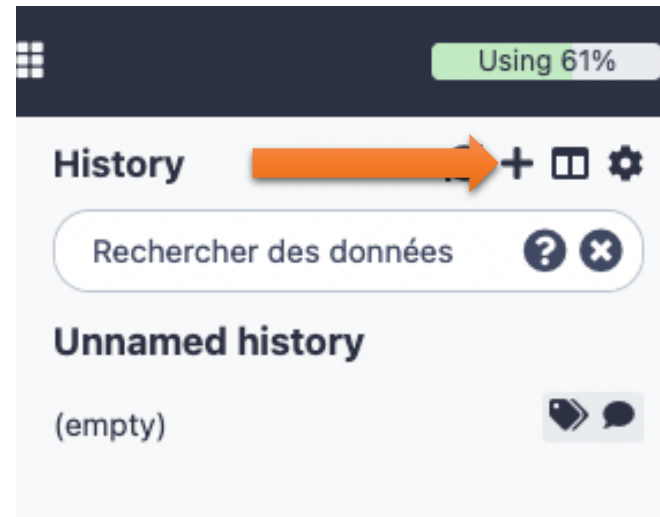 Using 61%
History
Rechercher des données
Unnamed history
(empty)